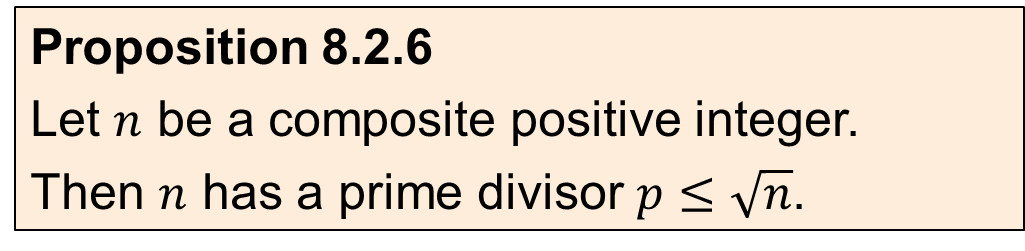 Proposition 8.2.6
Let 𝑛 be a composite positive integer.
Then 𝑛 has a prime divisor 𝑝 ≤ √𝑛.